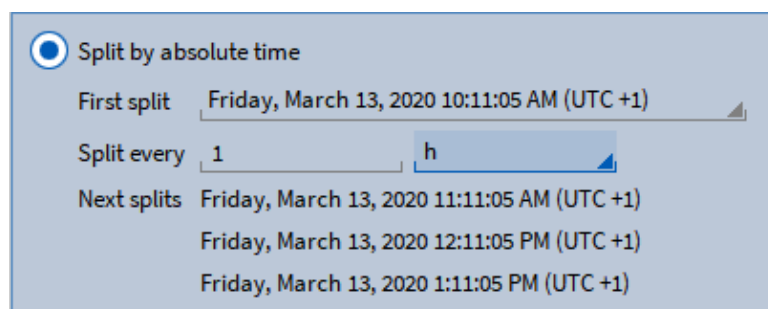 Split by absolute time
First split Friday, March 13, 2020 10:11:05 AM (UTC +1)
Split every 1 h
Next splits Friday, March 13, 2020 11:11:05 AM (UTC +1)
Friday, March 13, 2020 12:11:05 PM (UTC +1)
Friday, March 13, 2020 1:11:05 PM (UTC +1)